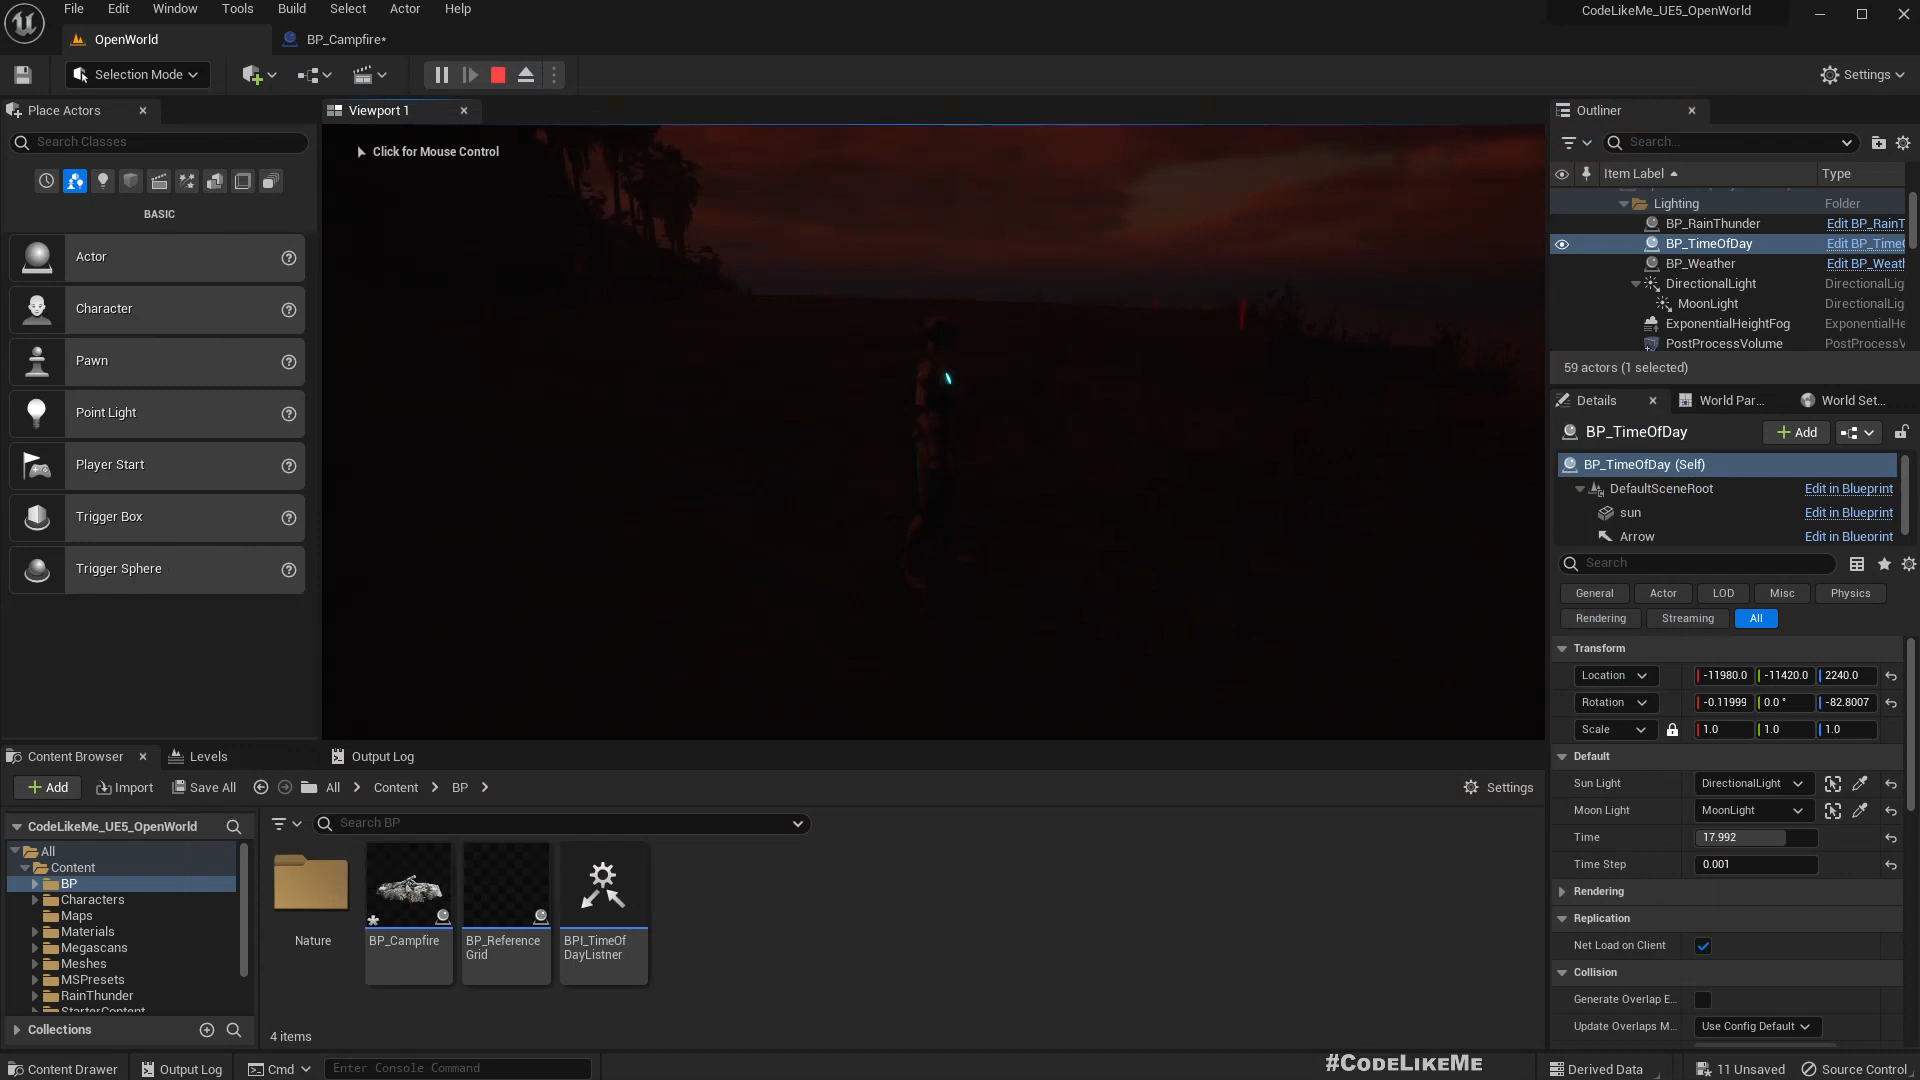 File Edit Window Tools Build Select Actor Help
CodeLikeMe_UE5_OpenWorld
OpenWorld
BP_Campfire*
Selection Mode
Settings
Place Actors
Viewport 1
Outliner
Search Classes
Click for Mouse Control
Search...
Item Label Type
BASIC
Lighting Folder
BP_RainThunder Edit BP_RainT
BP_TimeOfDay Edit BP_Time
BP_Weather Edit BP_Weath
DirectionalLight DirectionalLig
MoonLight DirectionalLig
ExponentialHeightFog ExponentialHe
PostProcessVolume PostProcessV
59 actors (1 selected)
Actor
Character
Pawn
Point Light
Player Start
Trigger Box
Trigger Sphere
Details World Par... World Set...
BP_TimeOfDay Add
BP_TimeOfDay (Self)
DefaultSceneRoot Edit in Blueprint
sun Edit in Blueprint
Arrow Edit in Blueprint
Search
General Actor LOD Misc Physics
Rendering Streaming All
Transform
Location -11980.0 -11420.0 2240.0
Rotation -0.11999 0.0 ° -82.8007
Scale 1.0 1.0 1.0
Default
Sun Light DirectionalLight
Moon Light MoonLight
Time 17.992
Time Step 0.001
Rendering
Replication
Net Load on Client
Collision
Generate Overlap E...
Update Overlaps M... Use Config Default
Content Browser Levels Output Log
Add Import Save All All Content BP Settings
CodeLikeMe_UE5_OpenWorld
Search BP
All
Content
BP
Characters
Maps
Materials
Megascans
Meshes
MSPresets
RainThunder
StarterContent
Collections
Nature
BP_Campfire
BP_Reference
Grid
BPI_TimeOf
DayListner
4 items
#CodeLikeMe
Content Drawer Output Log Cmd Enter Console Command Derived Data 11 Unsaved Source Control